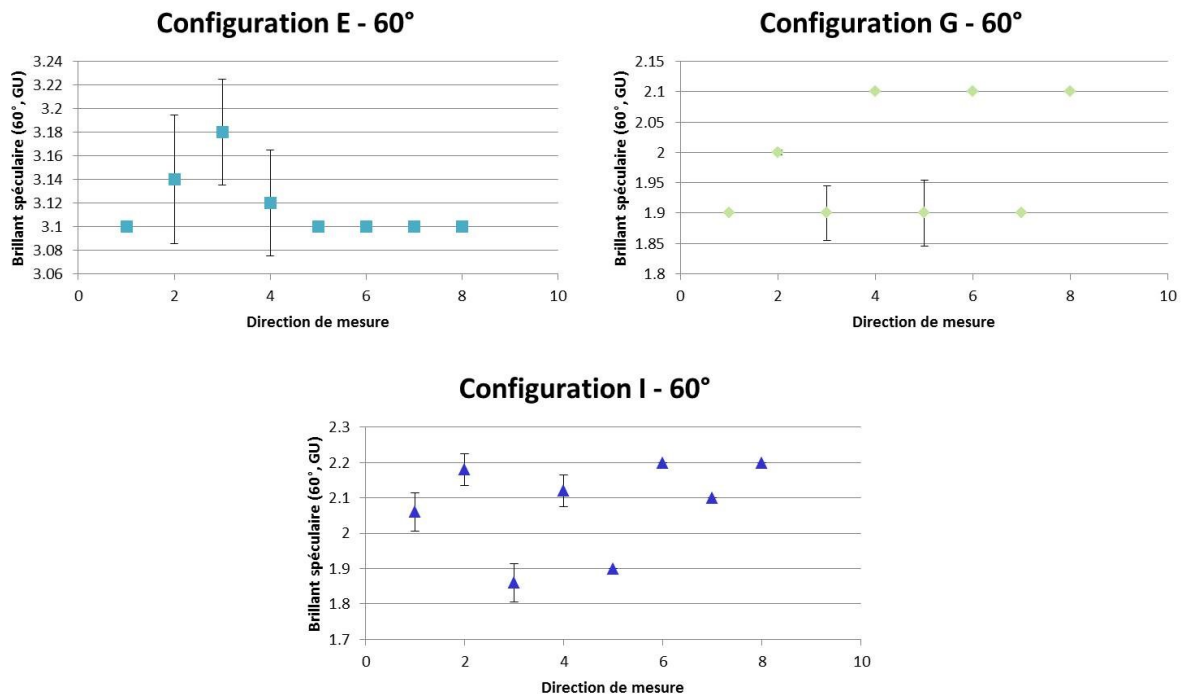 Configuration E - 60°
Brillant spéculaire (60°, GU)
3.24
3.22
3.2
3.18
3.16
3.14
3.12
3.1
3.08
3.06
0 2 4 6 8 10
Direction de mesure
Configuration G - 60°
Brillant spéculaire (60°, GU)
2.15
2.1
2.05
2
1.95
1.9
1.85
1.8
0 2 4 6 8 10
Direction de mesure
Configuration I - 60°
Brillant spéculaire (60°, GU)
2.3
2.2
2.1
2
1.9
1.8
1.7
0 2 4 6 8 10
Direction de mesure